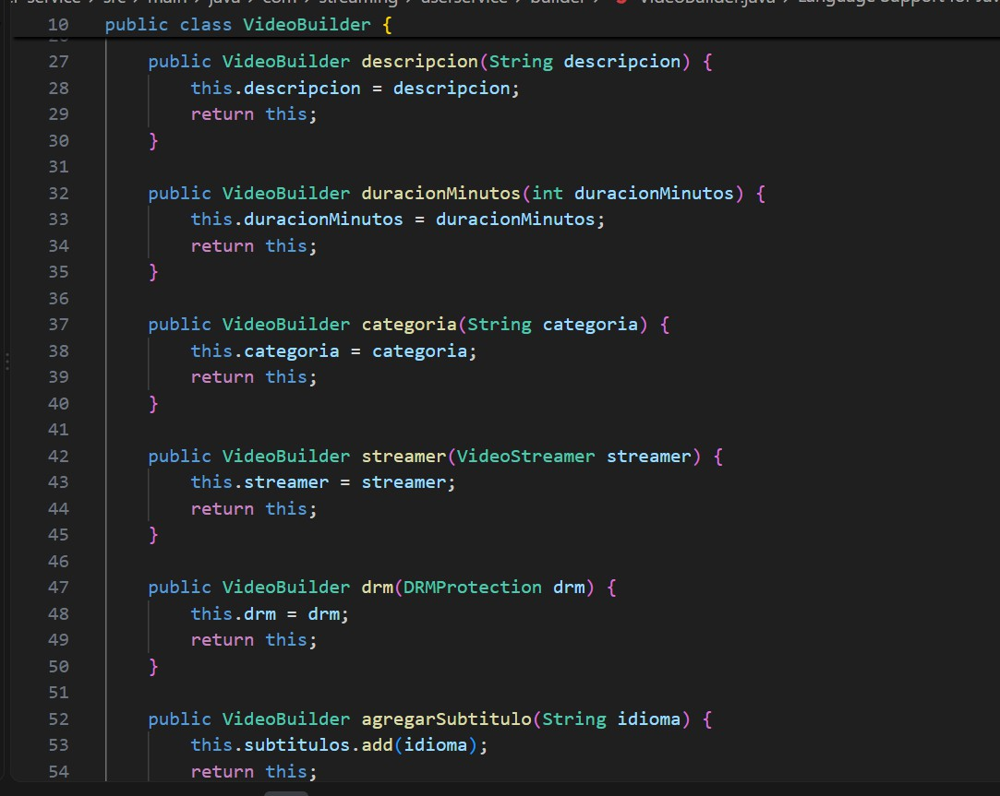 src > main > java > com > streaming > userservice > builder > VideoBuilder.java > Language Support for
10 public class VideoBuilder {
27 public VideoBuilder descripcion(String descripcion) {
28 this.descripcion = descripcion;
29 return this;
30 }
31
32 public VideoBuilder duracionMinutos(int duracionMinutos) {
33 this.duracionMinutos = duracionMinutos;
34 return this;
35 }
36
37 public VideoBuilder categoria(String categoria) {
38 this.categoria = categoria;
39 return this;
40 }
41
42 public VideoBuilder streamer(VideoStreamer streamer) {
43 this.streamer = streamer;
44 return this;
45 }
46
47 public VideoBuilder drm(DRMProtection drm) {
48 this.drm = drm;
49 return this;
50 }
51
52 public VideoBuilder agregarSubtitulo(String idioma) {
53 this.subtitulos.add(idioma);
54 return this;